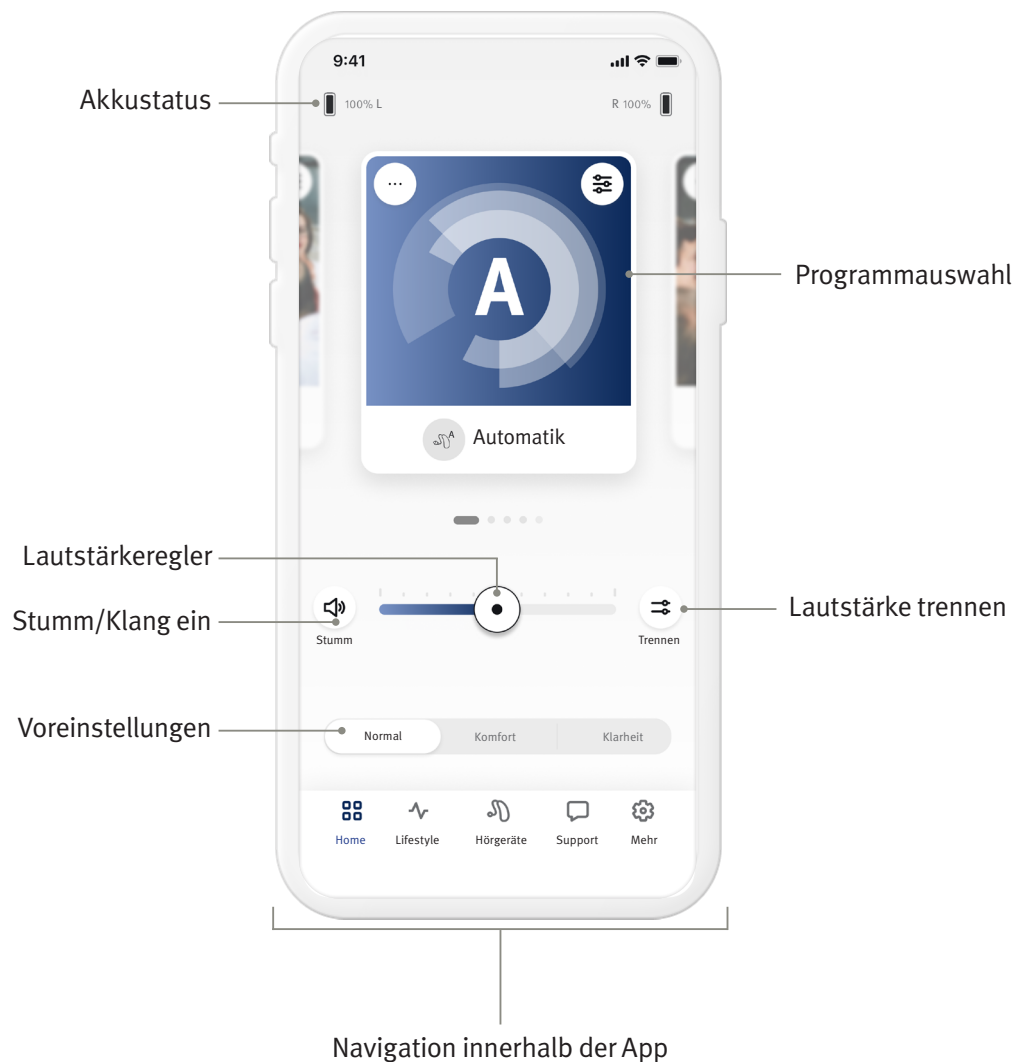 9:41
Akkustatus
100% L
R 100%
...
A
Programmauswahl
A
Automatik
Lautstärkeregler
Stumm/Klang ein
Lautstärke trennen
Stumm
Trennen
Voreinstellungen
Normal
Komfort
Klarheit
Home
Lifestyle
Hörgeräte
Support
Mehr
Navigation innerhalb der App